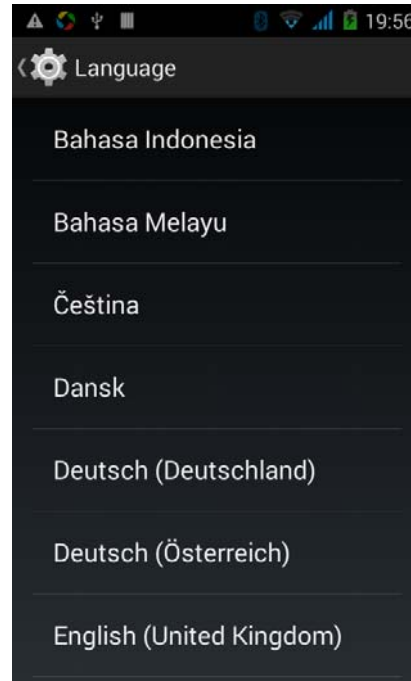 19:56
Language
Bahasa Indonesia
Bahasa Melayu
Čeština
Dansk
Deutsch (Deutschland)
Deutsch (Österreich)
English (United Kingdom)